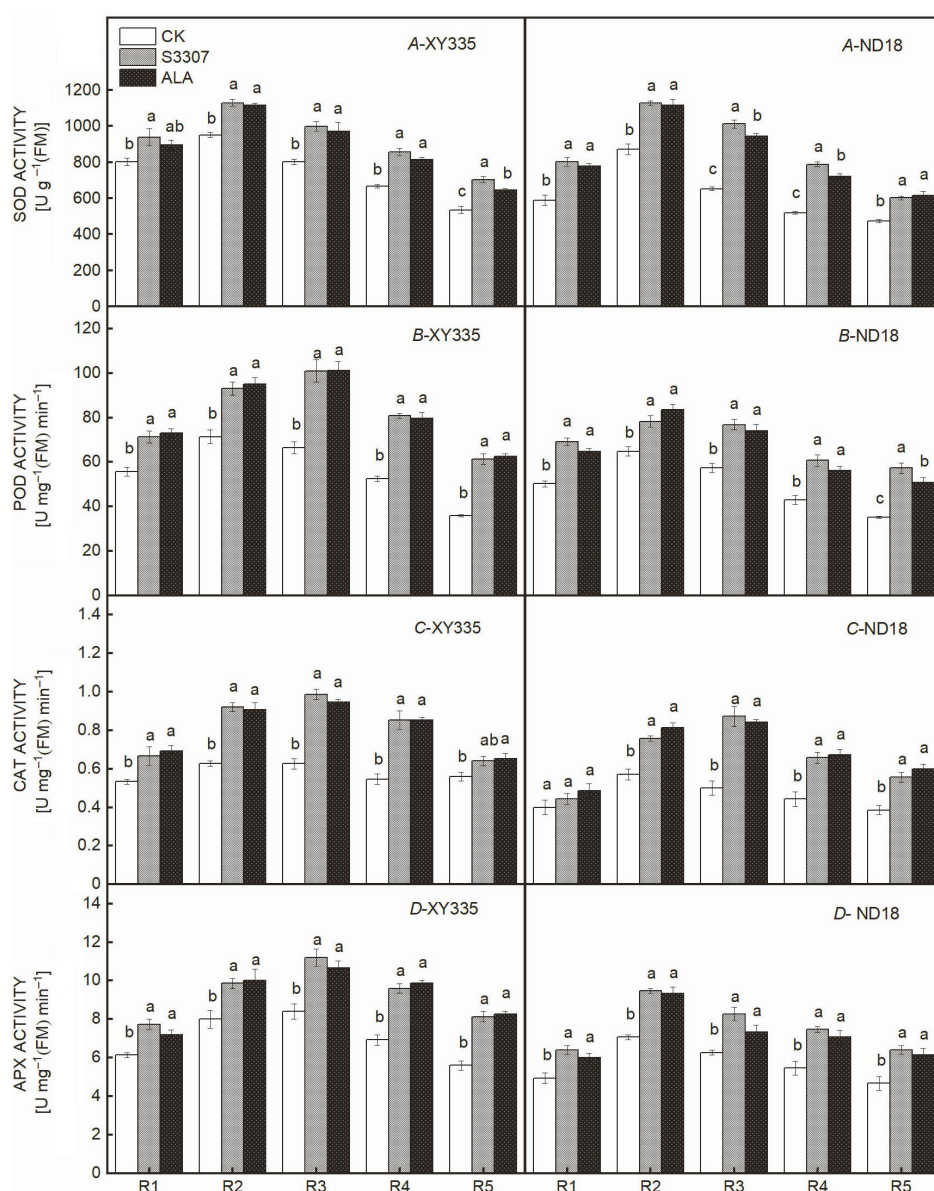 CK
S3307
ALA
A-XY335
A-ND18
SOD ACTIVITY
[U g⁻¹(FM)]
1200
1000
800
600
400
200
0
b a ab b a a b a a b a a c a b
b a a b a a c a b c a b b a a
B-XY335
B-ND18
POD ACTIVITY
[U mg⁻¹(FM) min⁻¹]
120
100
80
60
40
20
0
b a a b a a b a a b a a b a a
b a a b a a b a a b a a c a b
C-XY335
C-ND18
CAT ACTIVITY
[U mg⁻¹(FM) min⁻¹]
1.4
1.2
1.0
0.8
0.6
0.4
0.2
0
b a a b a a b a a b a a b ab a
a a a b a a b a a b a a b a a
D-XY335
D- ND18
APX ACTIVITY
[U mg⁻¹(FM) min⁻¹]
14
12
10
8
6
4
2
0
b a a b a a b a a b a a b a a
b a a b a a b a a b a a b a a
R1 R2 R3 R4 R5 R1 R2 R3 R4 R5